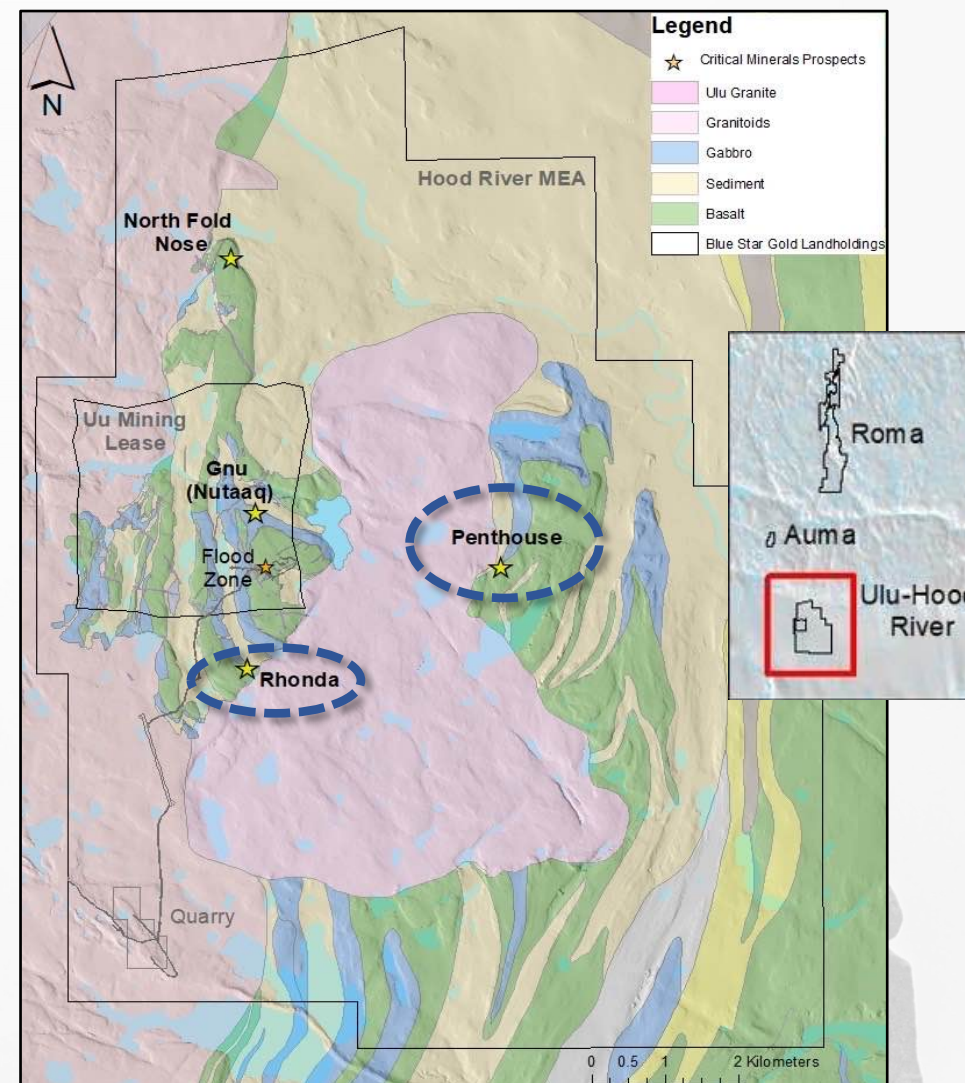 Legend
Critical Minerals Prospects
Ulu Granite
Granitoids
Gabbro
Sediment
Basalt
Blue Star Gold Landholdings
N
Hood River MEA
North Fold
Nose
Uu Mining
Lease
Gnu
(Nutaaq)
Flood
Zone
Penthouse
Rhonda
Quarry
Roma
Auma
Ulu-Hood
River
0 0.5 1 2 Kilometers